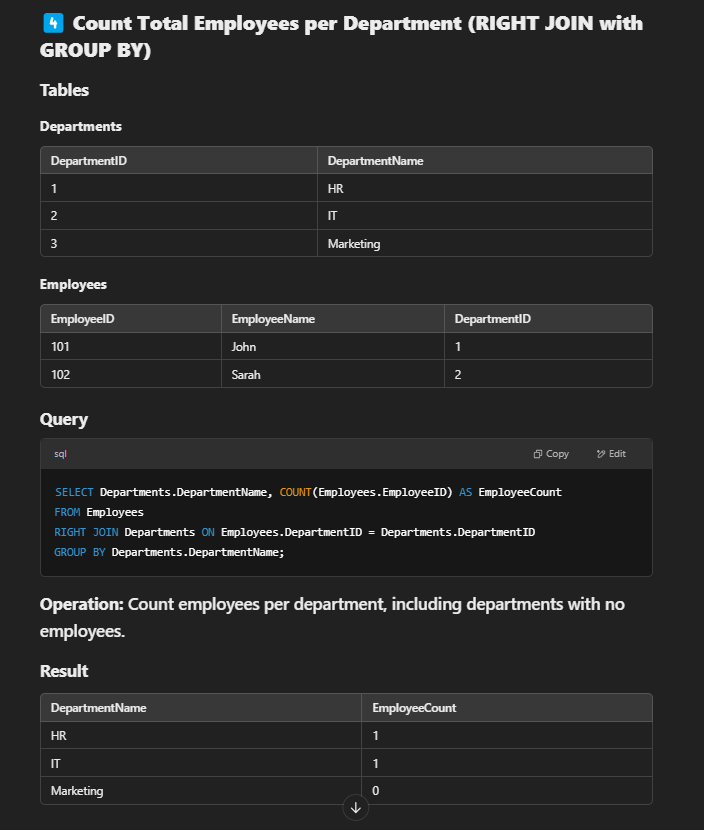 4 Count Total Employees per Department (RIGHT JOIN with
GROUP BY)
Tables
Departments
DepartmentID DepartmentName
1 HR
2 IT
3 Marketing
Employees
EmployeeID EmployeeName DepartmentID
101 John 1
102 Sarah 2
Query
sql Copy Edit
SELECT Departments.DepartmentName, COUNT(Employees.EmployeeID) AS EmployeeCount
FROM Employees
RIGHT JOIN Departments ON Employees.DepartmentID = Departments.DepartmentID
GROUP BY Departments.DepartmentName;
Operation: Count employees per department, including departments with no
employees.
Result
DepartmentName EmployeeCount
HR 1
IT 1
Marketing 0